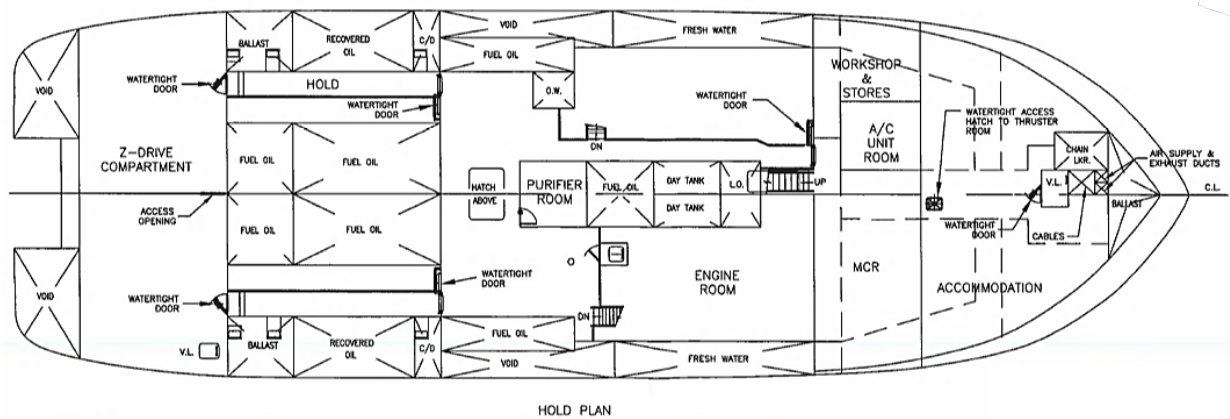 VOID
WATERTIGHT
DOOR
Z-DRIVE
COMPARTMENT
ACCESS
OPENING
VOID
WATERTIGHT
DOOR
V.L.
BALLAST
RECOVERED
OIL
C/D
HOLD
WATERTIGHT
DOOR
FUEL OIL
FUEL OIL
FUEL OIL
FUEL OIL
WATERTIGHT
DOOR
BALLAST
RECOVERED
OIL
C/D
VOID
FRESH WATER
FUEL OIL
O.W.
WATERTIGHT
DOOR
DN
HATCH
ABOVE
PURIFIER
ROOM
FUEL OIL
DAY TANK
DAY TANK
L.O.
UP
ENGINE
ROOM
DN
FUEL OIL
VOID
FRESH WATER
WORKSHOP
&
STORES
A/C
UNIT
ROOM
WATERTIGHT ACCESS
HATCH TO THRUSTER
ROOM
CHAIN
LKR.
AIR SUPPLY &
EXHAUST DUCTS
V.L.
C.L.
BALLAST
WATERTIGHT
DOOR
CABLES
MCR
ACCOMMODATION
HOLD PLAN